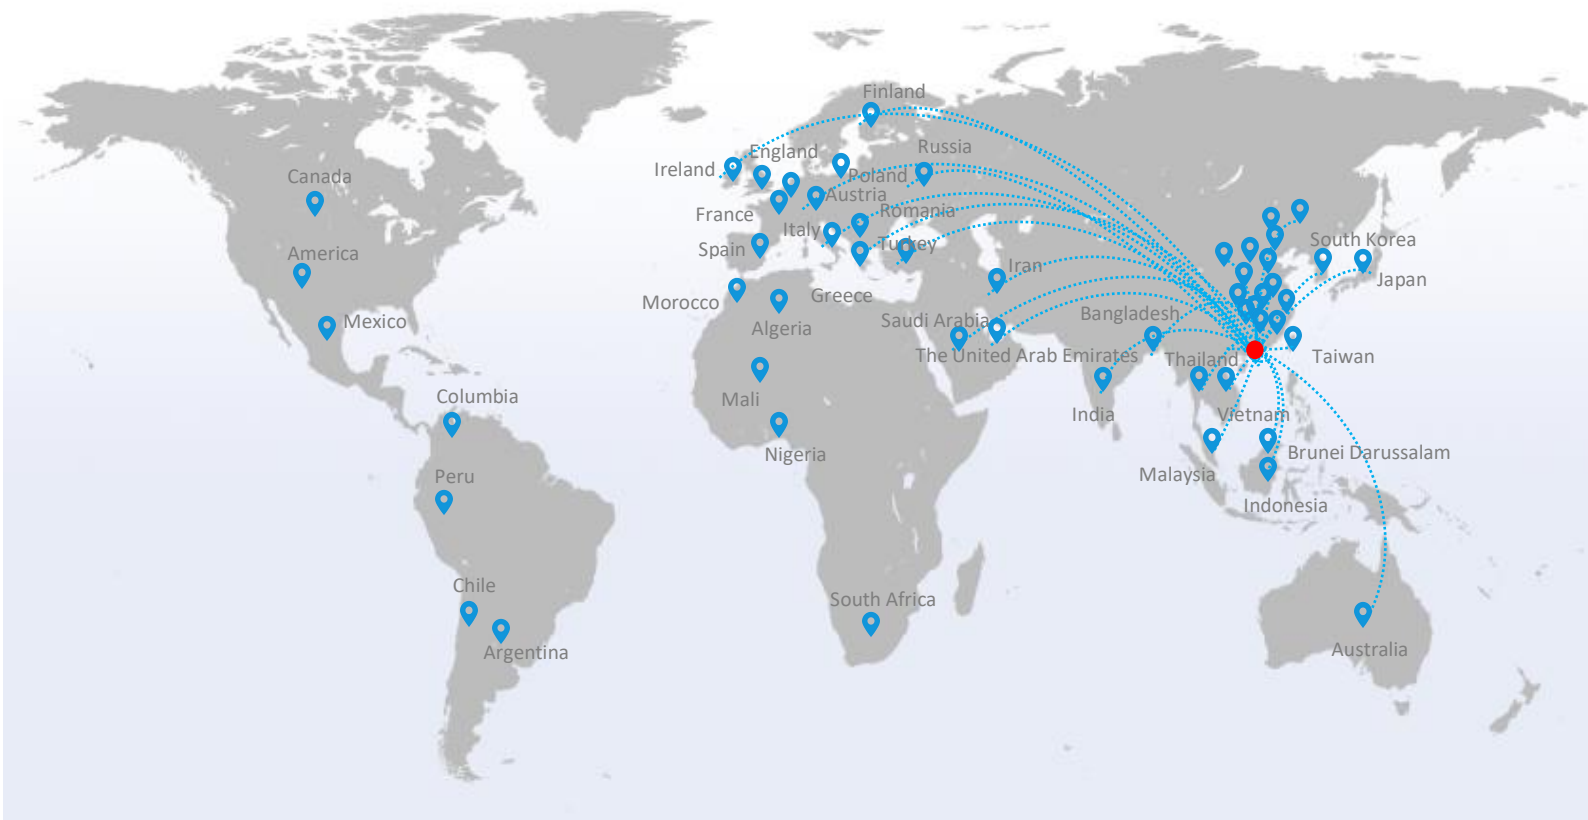 Finland
England
Russia
Ireland
Poland
Canada
Austria
France
Romania
Italy
South Korea
Spain
Turkey
America
Iran
Japan
Morocco
Greece
Bangladesh
Mexico
Algeria
Saudi Arabia
The United Arab Emirates
Thailand
Taiwan
Columbia
Mali
India
Vietnam
Nigeria
Brunei Darussalam
Peru
Malaysia
Indonesia
Chile
South Africa
Argentina
Australia